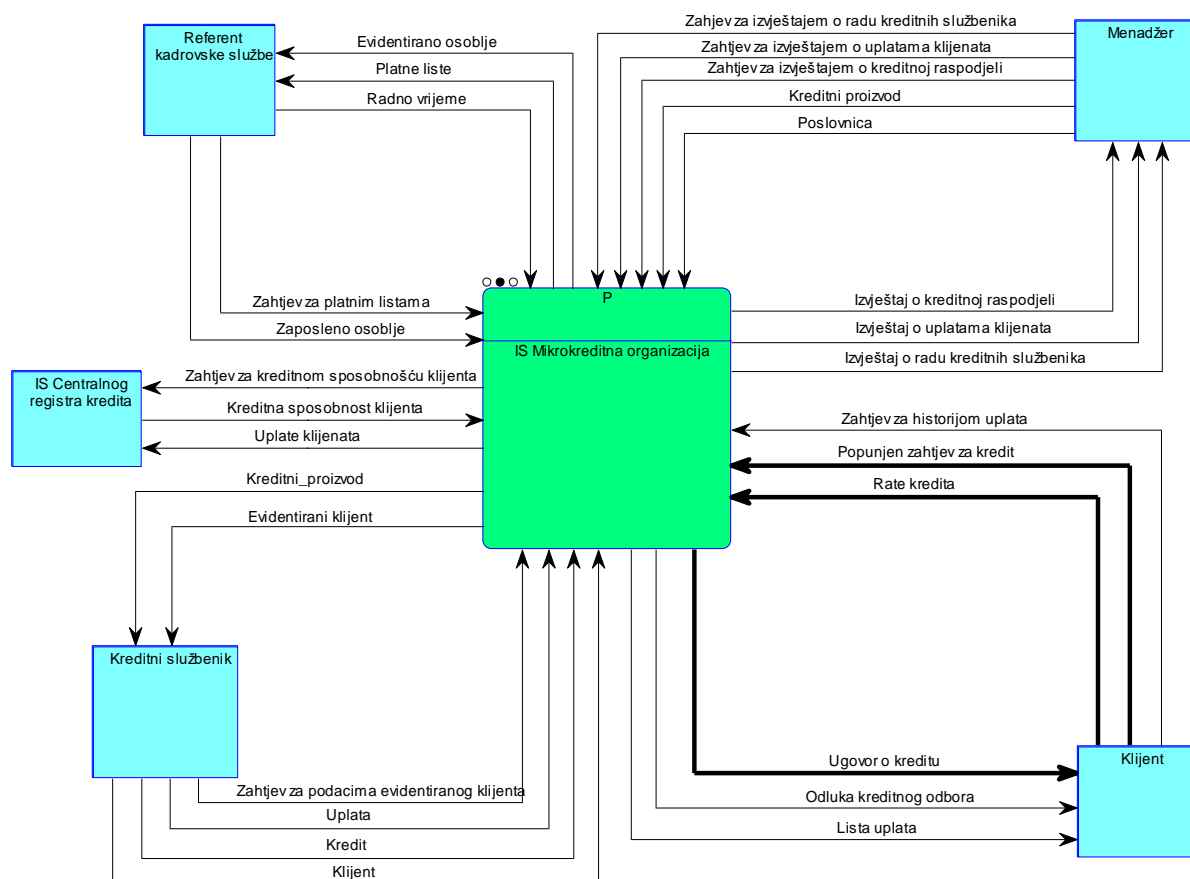 Referent
kadrovske službe
Evidentirano osoblje
Platne liste
Radno vrijeme
Zahjev za izvještajem o radu kreditnih službenika
Zahtjev za izvještajem o uplatama klijenata
Zahtjev za izvještajem o kreditnoj raspodjeli
Kreditni proizvod
Poslovnica
Menadžer
P
IS Mikrokreditna organizacija
Zahtjev za platnim listama
Zaposleno osoblje
Izvještaj o kreditnoj raspodjeli
Izvještaj o uplatama klijenata
Izvještaj o radu kreditnih službenika
IS Centralnog
registra kredita
Zahtjev za kreditnom sposobnošću klijenta
Kreditna sposobnost klijenta
Uplate klijenata
Zahtjev za historijom uplata
Popunjen zahtjev za kredit
Rate kredita
Kreditni_proizvod
Evidentirani klijent
Kreditni službenik
Zahtjev za podacima evidentiranog klijenta
Uplata
Kredit
Klijent
Ugovor o kreditu
Odluka kreditnog odbora
Lista uplata
Klijent